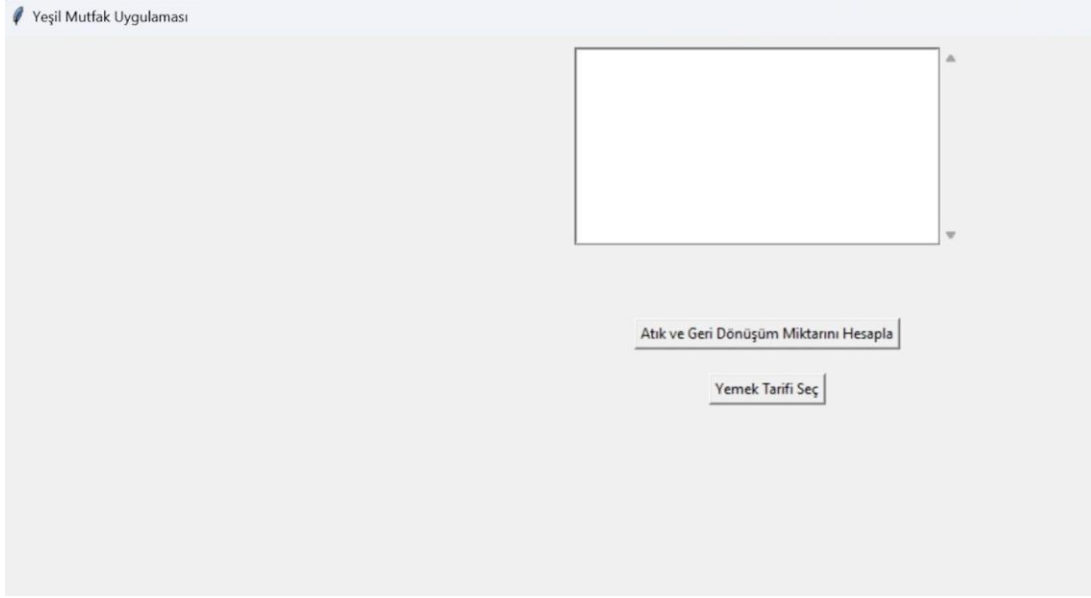 Yeşil Mutfak Uygulaması
Atık ve Geri Dönüşüm Miktarını Hesapla
Yemek Tarifi Seç